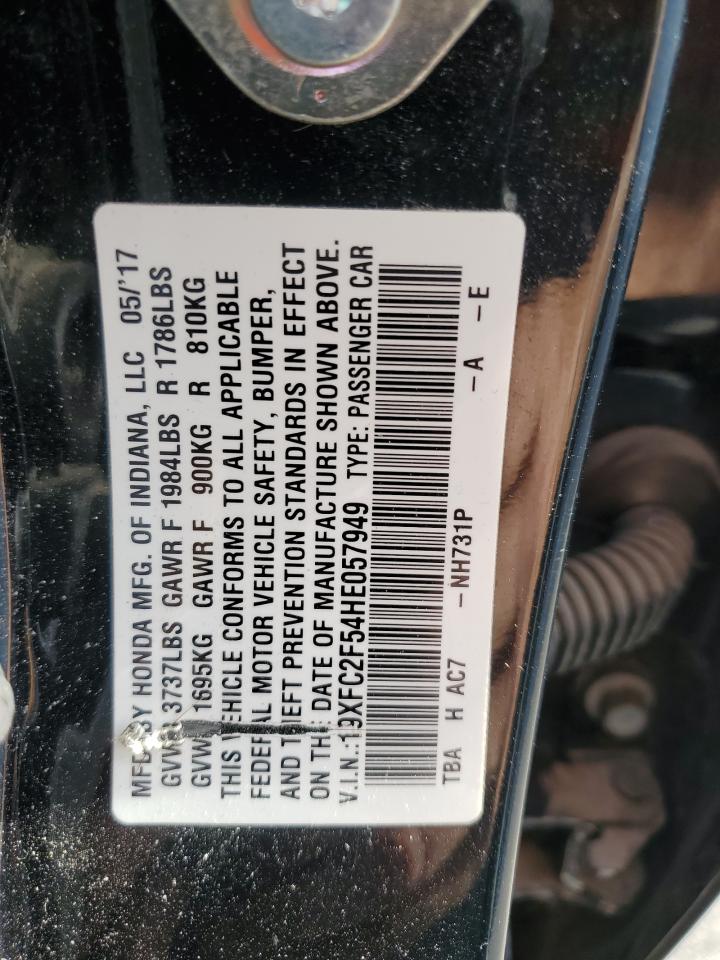 MFD BY HONDA MFG. OF INDIANA, LLC 05/'17
3737LBS GAWR F 1984LBS R 1786LBS
1695KG GAWR F 900KG R 810KG
THIS VEHICLE CONFORMS TO ALL APPLICABLE
FEDERAL MOTOR VEHICLE SAFETY, BUMPER,
AND THEFT PREVENTION STANDARDS IN EFFECT
ON THE DATE OF MANUFACTURE SHOWN ABOVE.
V.I.N.:19XFC2F54HE057949 TYPE: PASSENGER CAR
TBA H AC7 -NH731P -A -E